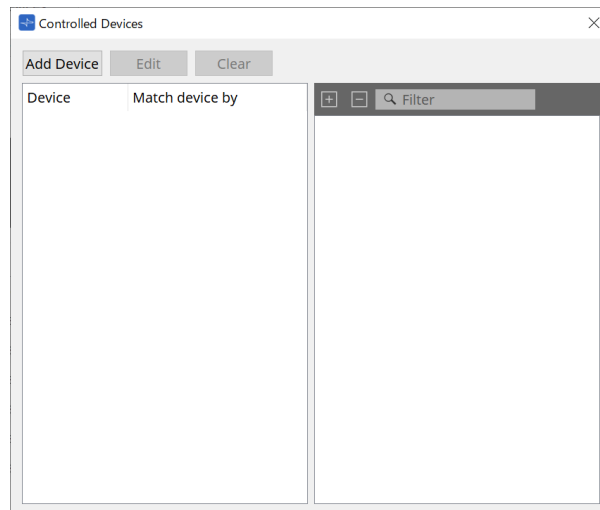 Controlled Devices
Add Device Edit Clear
Device Match device by
Filter